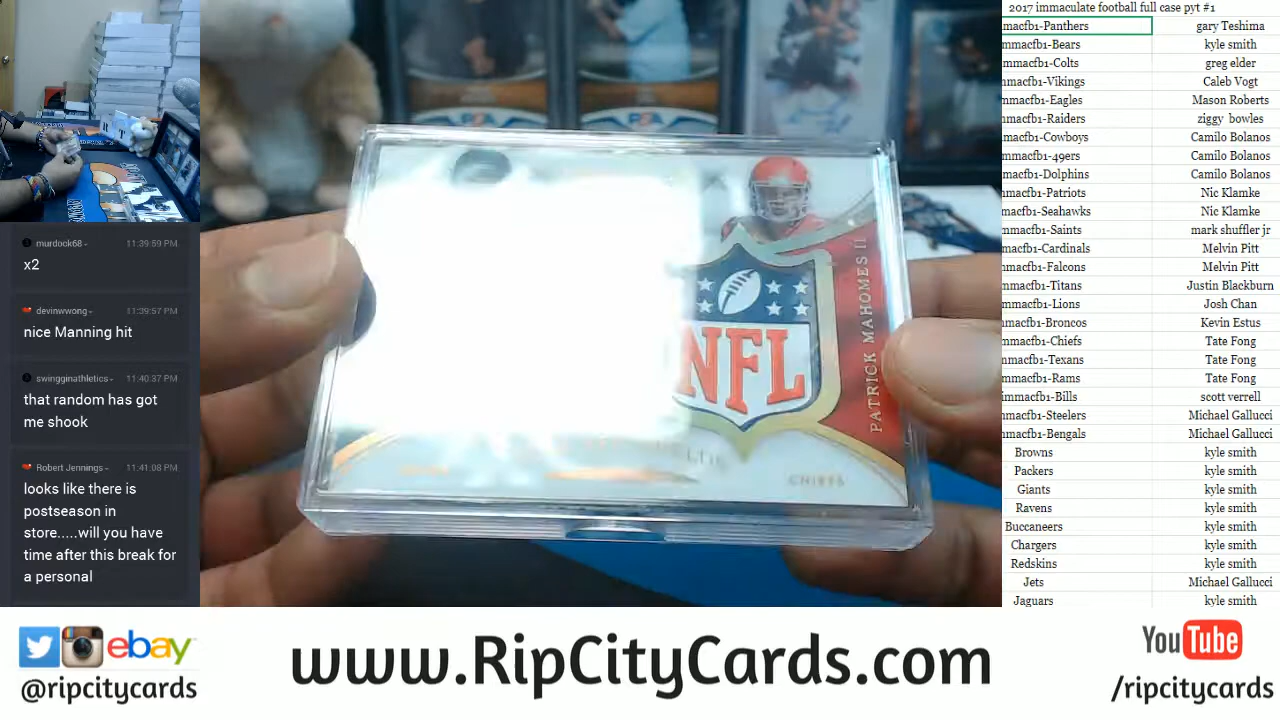 murdock68
11:39:59 PM
x2
devinwwong
11:39:57 PM
nice Manning hit
swingginathletics
11:40:37 PM
that random has got
me shook
Robert Jennings
11:41:08 PM
looks like there is
postseason in
store.....will you have
time after this break for
a personal
NFL
PATRICK MAHOMES II
CHIEFS
2017 immaculate football full case pyt #1
macfb1-Panthers gary Teshima
mmacfb1-Bears kyle smith
mmacfb1-Colts greg elder
mmacfb1-Vikings Caleb Vogt
mmacfb1-Eagles Mason Roberts
mmacfb1-Raiders ziggy bowles
mmacfb1-Cowboys Camilo Bolanos
mmacfb1-49ers Camilo Bolanos
mmacfb1-Dolphins Camilo Bolanos
mmacfb1-Patriots Nic Klamke
mmacfb1-Seahawks Nic Klamke
mmacfb1-Saints mark shuffler jr
macfb1-Cardinals Melvin Pitt
mmacfb1-Falcons Melvin Pitt
mmacfb1-Titans Justin Blackburn
mmacfb1-Lions Josh Chan
mmacfb1-Broncos Kevin Estus
mmacfb1-Chiefs Tate Fong
mmacfb1-Texans Tate Fong
mmacfb1-Rams Tate Fong
immacfb1-Bills scott verrell
mmacfb1-Steelers Michael Gallucci
mmacfb1-Bengals Michael Gallucci
Browns kyle smith
Packers kyle smith
Giants kyle smith
Ravens kyle smith
Buccaneers kyle smith
Chargers kyle smith
Redskins kyle smith
Jets Michael Gallucci
Jaguars kyle smith
ebay
@ripcitycards
www.RipCityCards.com
YouTube
/ripcitycards